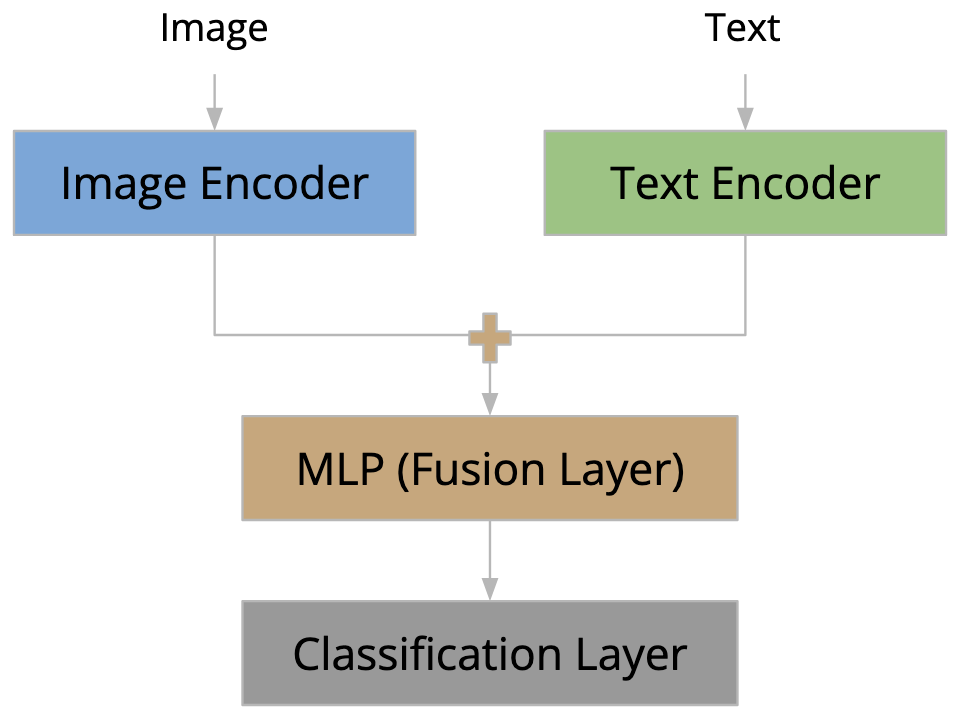 Image
Text
Image Encoder
Text Encoder
MLP (Fusion Layer)
Classification Layer